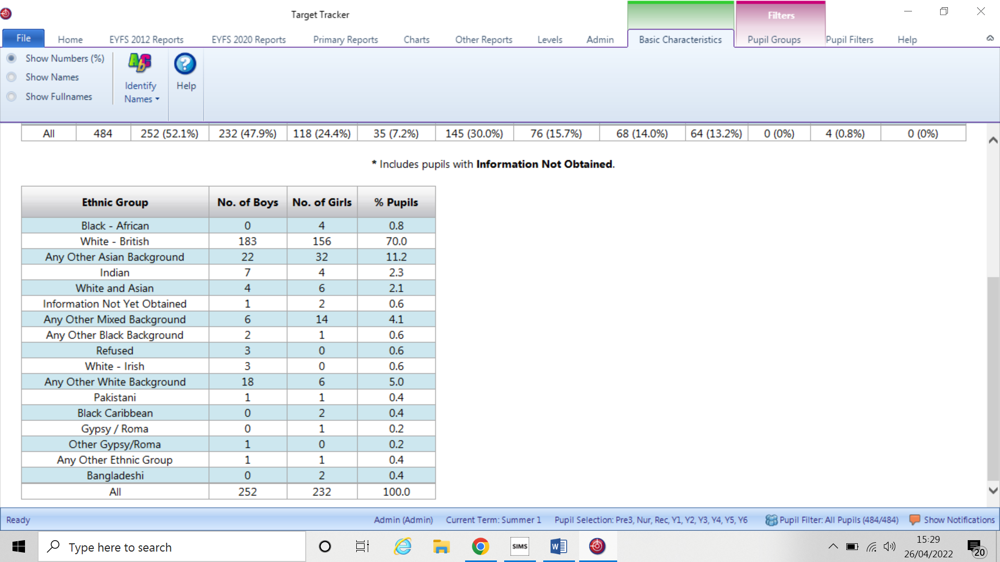 Target Tracker
Filters
File Home EYFS 2012 Reports EYFS 2020 Reports Primary Reports Charts Other Reports Levels Admin Basic Characteristics Pupil Groups Pupil Filters Help
Show Numbers (%)
Show Names
Show Fullnames
Identify
Names
Help
All 484 252 (52.1%) 232 (47.9%) 118 (24.4%) 35 (7.2%) 145 (30.0%) 76 (15.7%) 68 (14.0%) 64 (13.2%) 0 (0%) 4 (0.8%) 0 (0%)
* Includes pupils with Information Not Obtained.
Ethnic Group No. of Boys No. of Girls % Pupils
Black - African 0 4 0.8
White - British 183 156 70.0
Any Other Asian Background 22 32 11.2
Indian 7 4 2.3
White and Asian 4 6 2.1
Information Not Yet Obtained 1 2 0.6
Any Other Mixed Background 6 14 4.1
Any Other Black Background 2 1 0.6
Refused 3 0 0.6
White - Irish 3 0 0.6
Any Other White Background 18 6 5.0
Pakistani 1 1 0.4
Black Caribbean 0 2 0.4
Gypsy / Roma 0 1 0.2
Other Gypsy/Roma 1 0 0.2
Any Other Ethnic Group 1 1 0.4
Bangladeshi 0 2 0.4
All 252 232 100.0
Ready Admin (Admin) Current Term: Summer 1 Pupil Selection: Pre3, Nur, Rec, Y1, Y2, Y3, Y4, Y5, Y6 Pupil Filter: All Pupils (484/484) Show Notifications
Type here to search
SIMS
15:29
26/04/2022
20